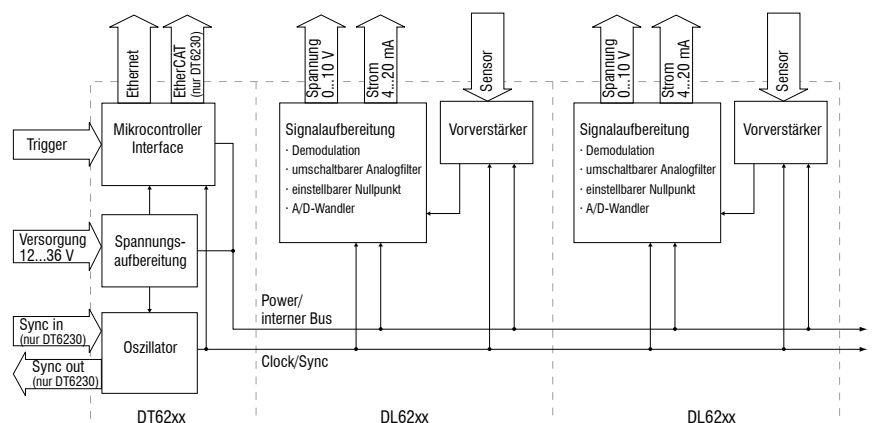 Ethernet
EtherCAT
(nur DT6230)
Spannung
0...10 V
Strom
4...20 mA
Sensor
Spannung
0...10 V
Strom
4...20 mA
Sensor
Trigger
Mikrocontroller
Interface
Signalaufbereitung
· Demodulation
· umschaltbarer Analogfilter
· einstellbarer Nullpunkt
· A/D-Wandler
Vorverstärker
Signalaufbereitung
· Demodulation
· umschaltbarer Analogfilter
· einstellbarer Nullpunkt
· A/D-Wandler
Vorverstärker
Versorgung
12...36 V
Spannungs-
aufbereitung
Power/
interner Bus
Sync in
(nur DT6230)
Oszillator
Sync out
(nur DT6230)
Clock/Sync
DT62xx
DL62xx
DL62xx